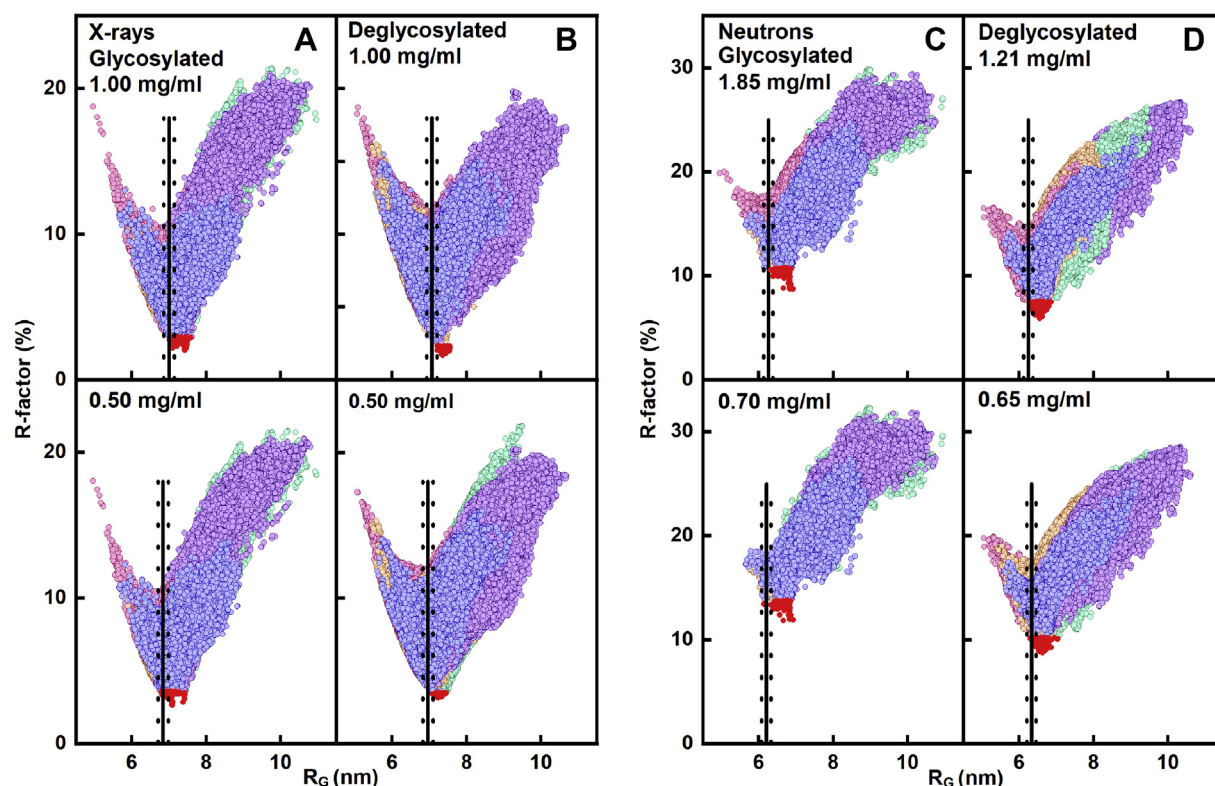 X-rays
Glycosylated
1.00 mg/ml
A
Deglycosylated
1.00 mg/ml
B
Neutrons
Glycosylated
1.85 mg/ml
C
Deglycosylated
1.21 mg/ml
D
20
10
0
30
20
10
0
R-factor (%)
R-factor (%)
0.50 mg/ml
0.50 mg/ml
0.70 mg/ml
0.65 mg/ml
20
10
0
30
20
10
0
6 8 10 6 8 10
6 8 10 6 8 10
RG (nm)
RG (nm)